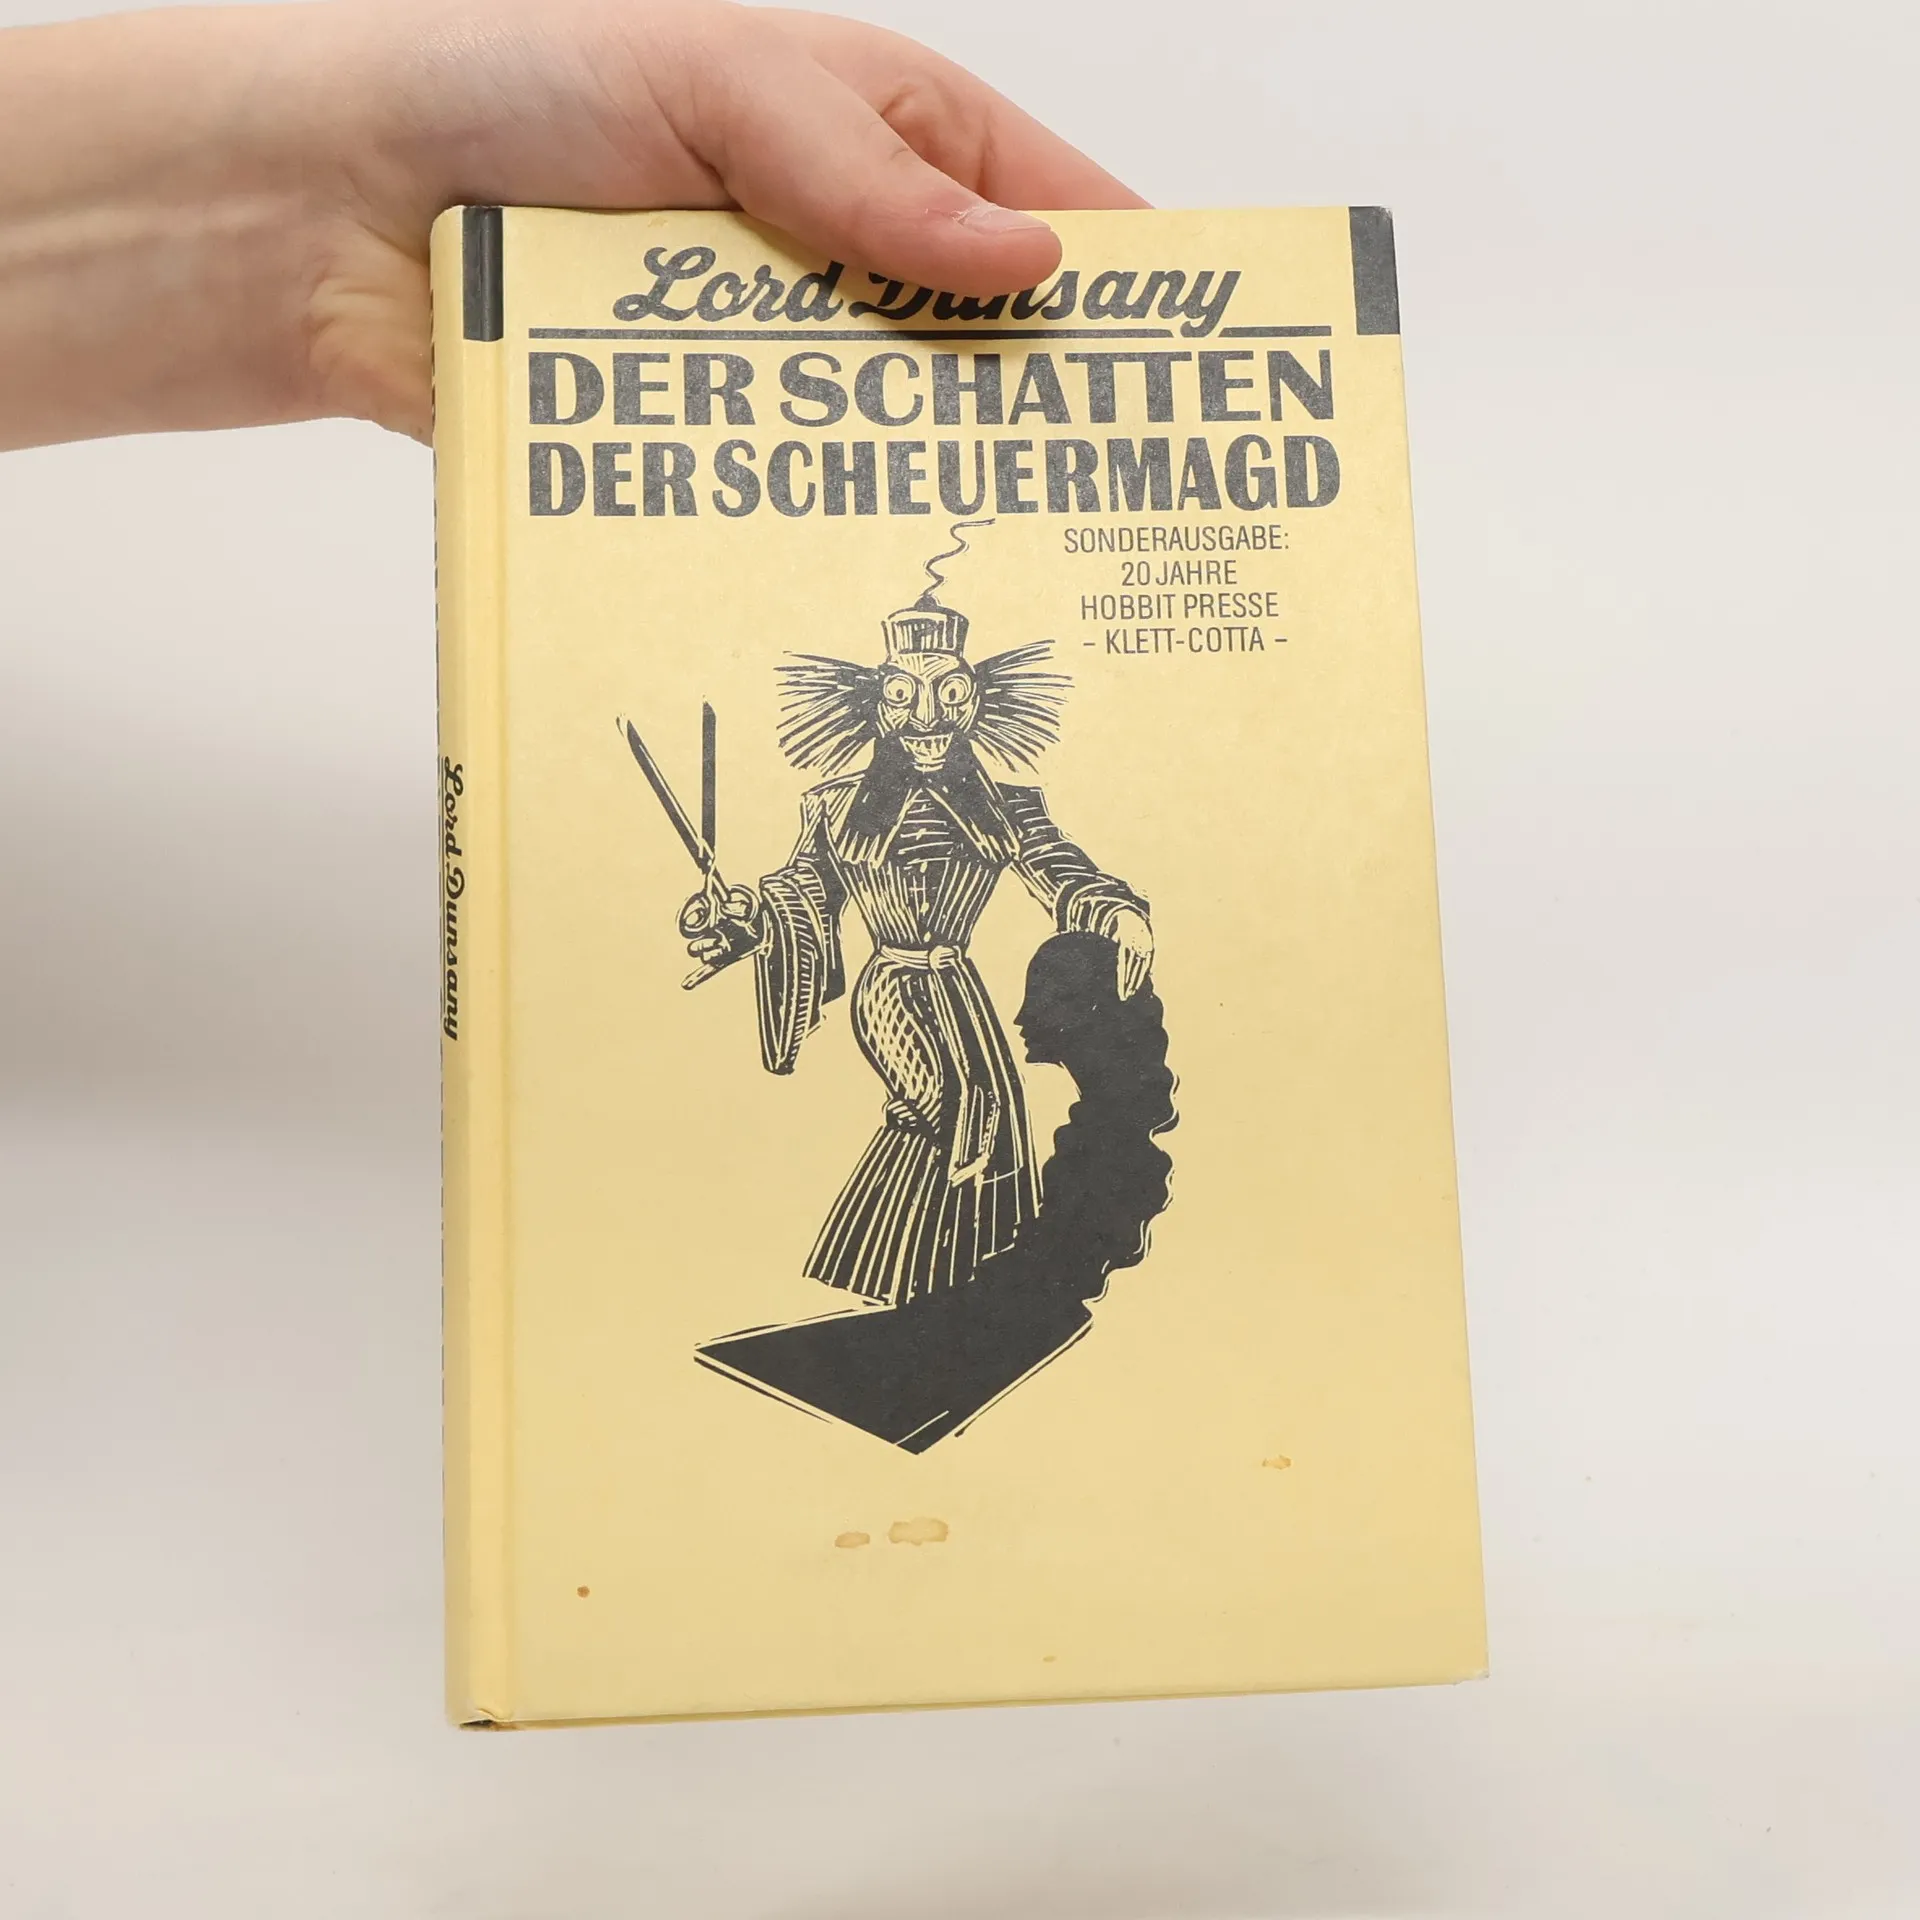 Lord Dunsany
DER SCHATTEN
DER SCHEUERMAGD
SONDERAUSGABE:
20 JAHRE
HOBBIT PRESSE
– KLETT-COTTA –
Lord Dunsany